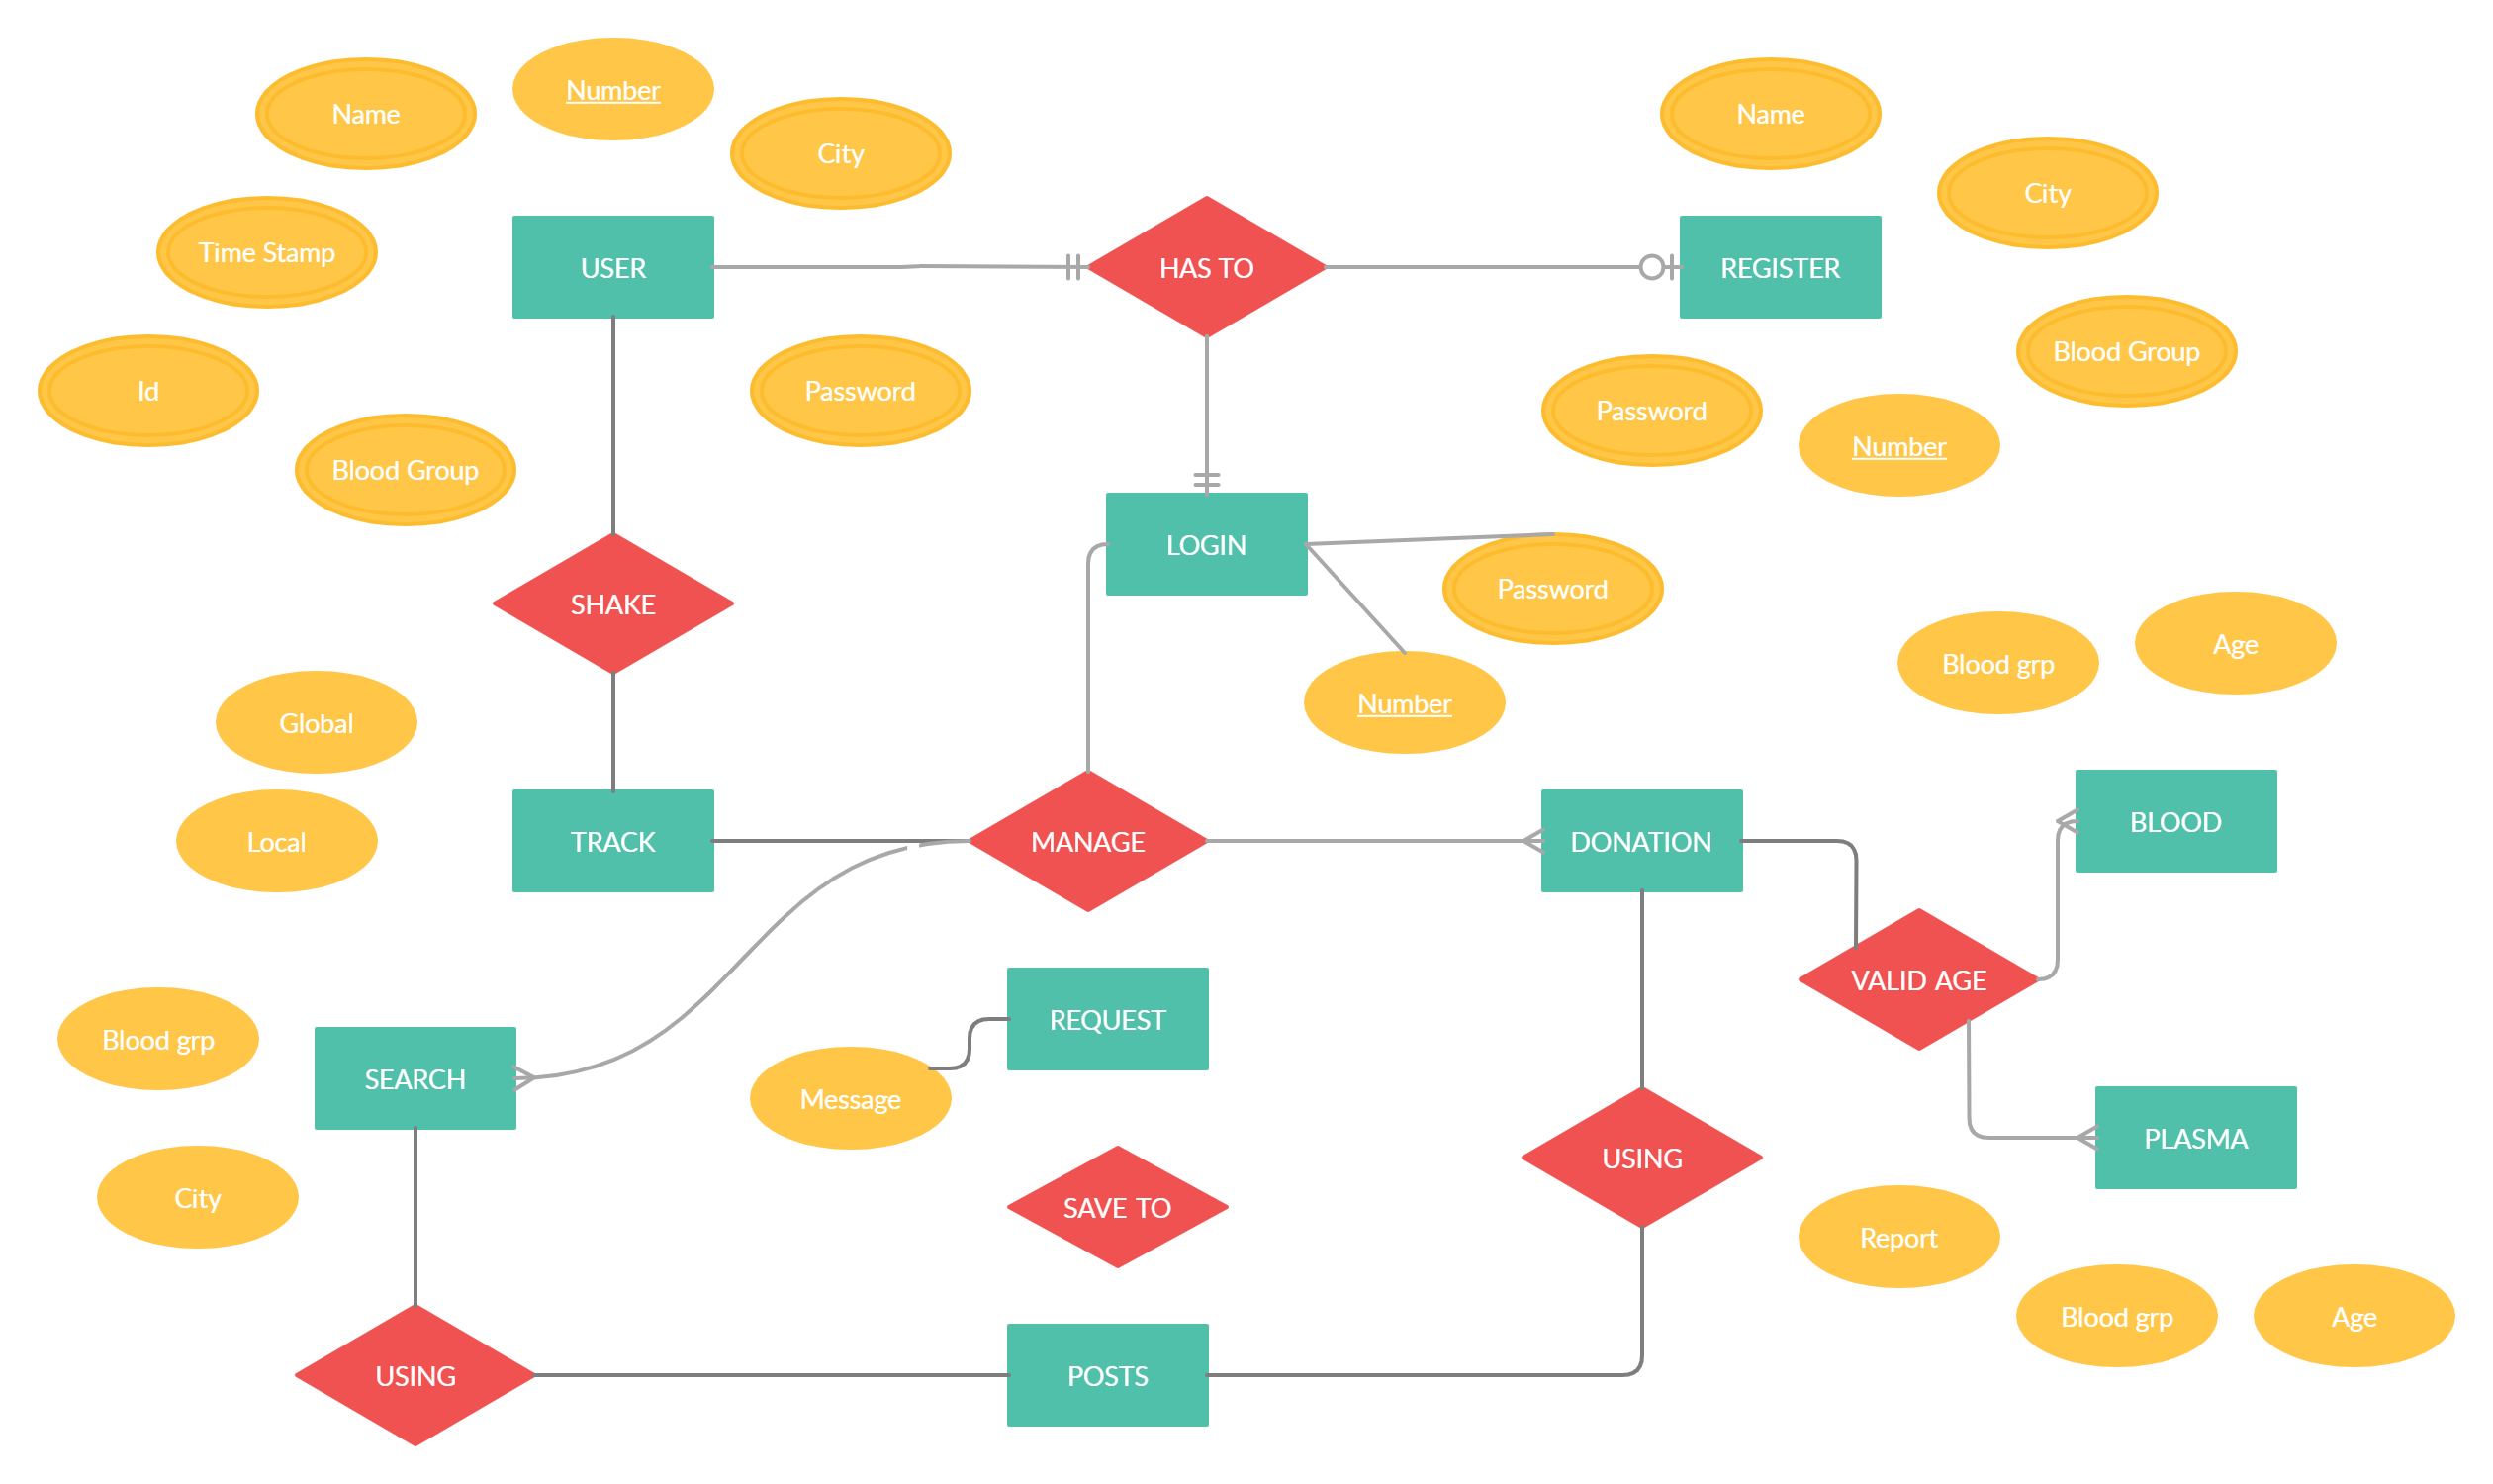 Number
Name
Name
City
City
Time Stamp
USER
HAS TO
REGISTER
Blood Group
Id
Password
Password
Number
Blood Group
LOGIN
Password
SHAKE
Age
Blood grp
Number
Global
BLOOD
Local
TRACK
MANAGE
DONATION
VALID AGE
REQUEST
Blood grp
SEARCH
Message
PLASMA
USING
City
SAVE TO
Report
Blood grp
Age
USING
POSTS